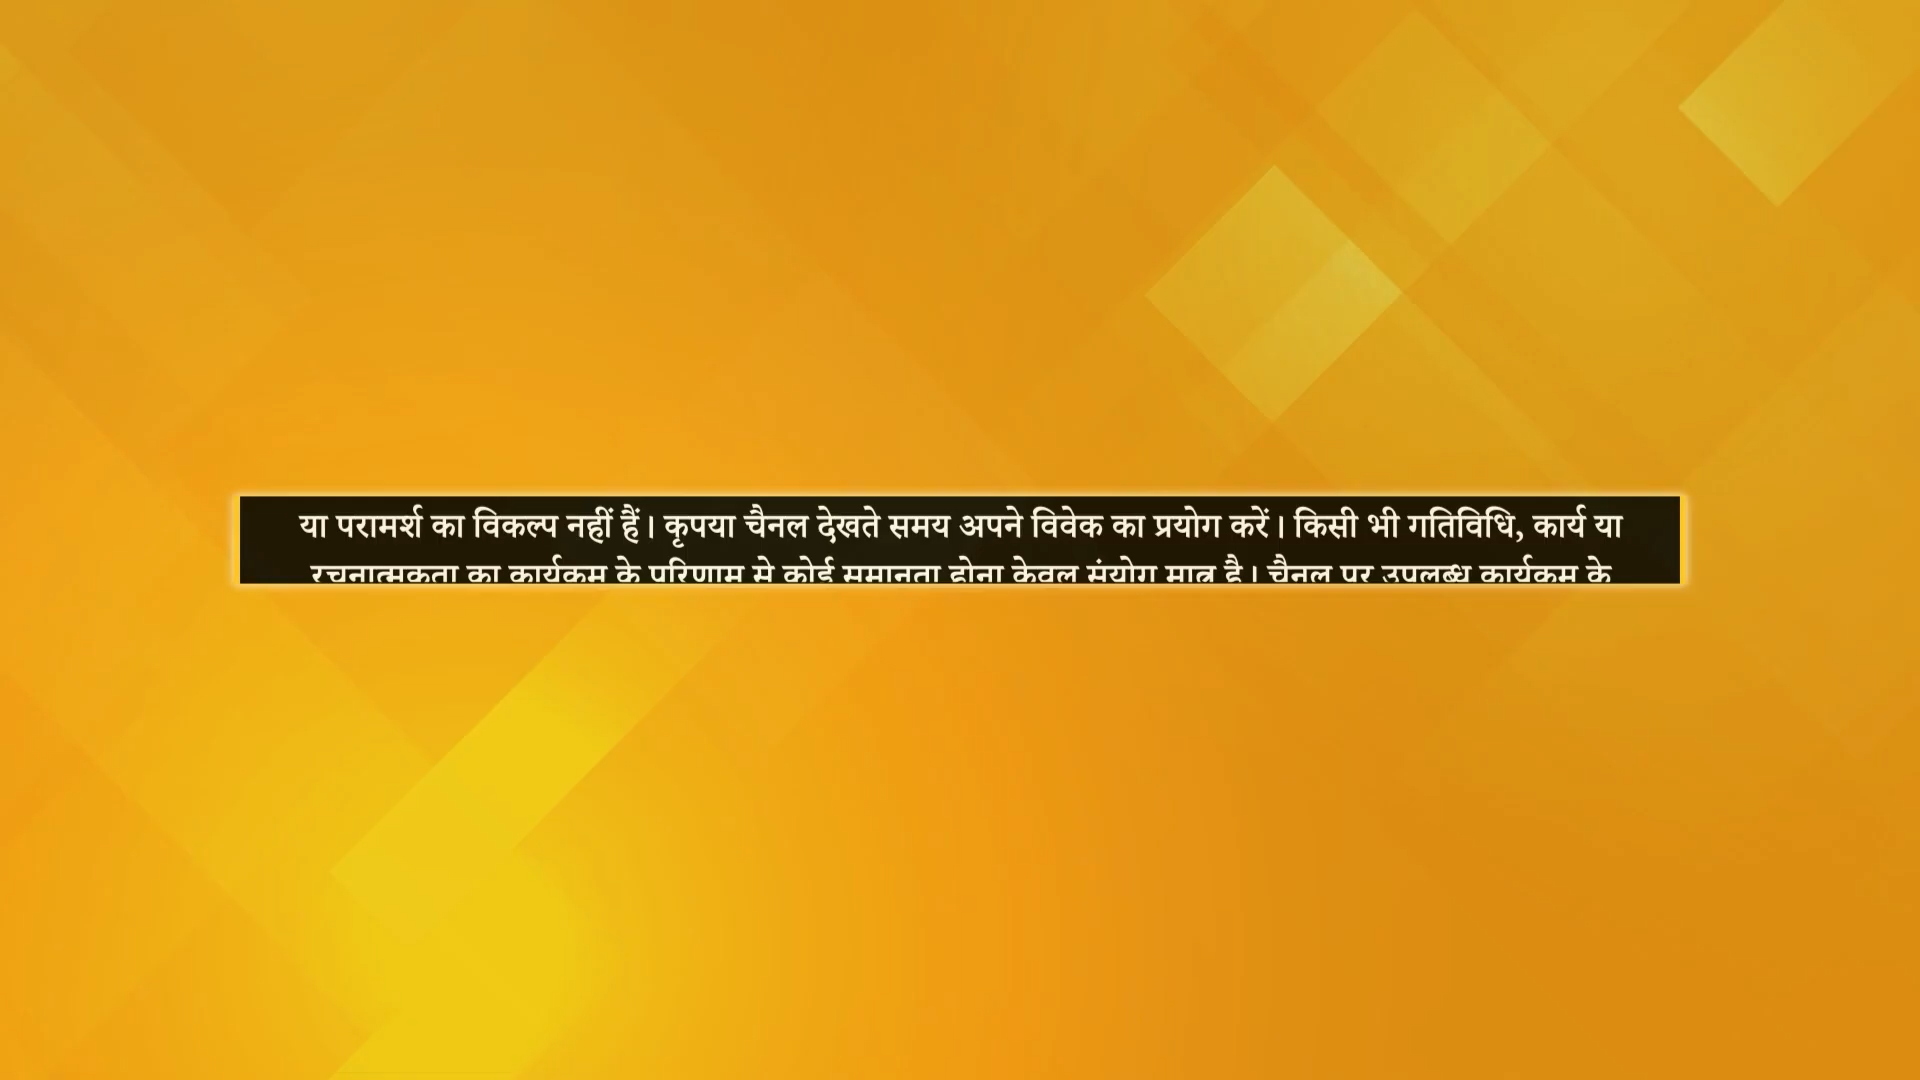 या परामर्श का विकल्प नहीं हैं। कृपया चैनल देखते समय अपने विवेक का प्रयोग करें। किसी भी गतिविधि, कार्य या
रचनात्मकता का कार्यक्रम के परिणाम से कोई समानता होना केवल संयोग मात्र है। चैनल पर उपलब्ध कार्यक्रम के